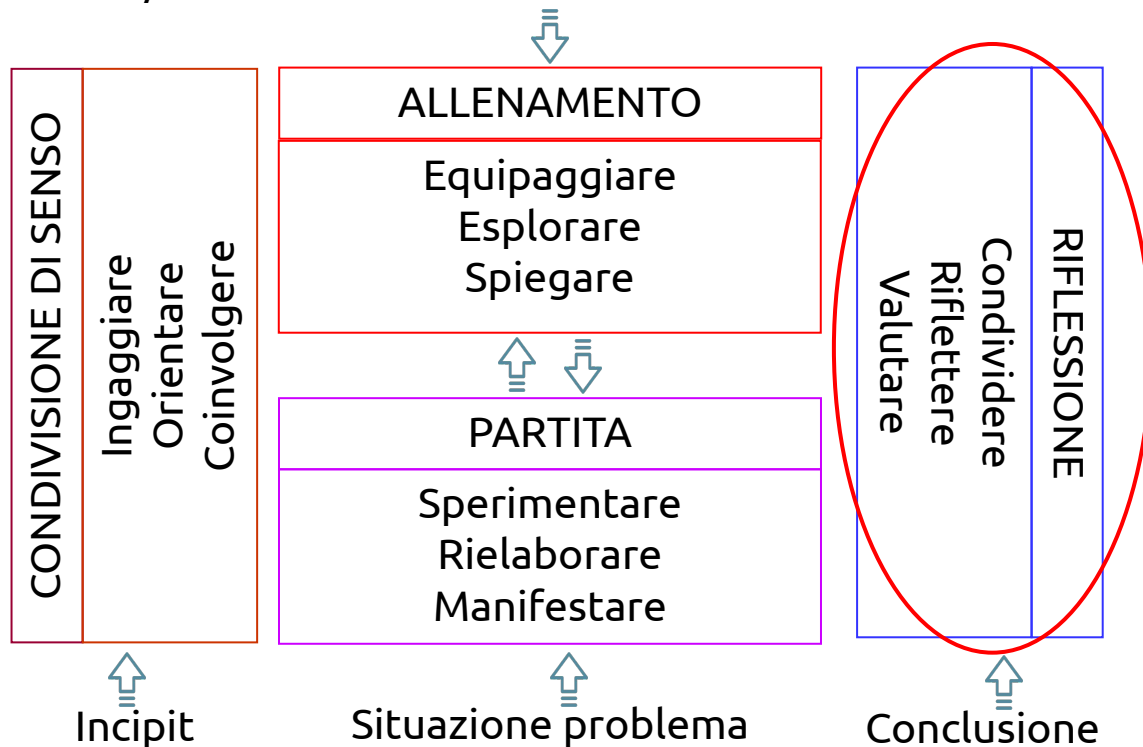 CONDIVISIONE DI SENSO
Ingaggiare
Orientare
Coinvolgere
ALLENAMENTO
Equipaggiare
Esplorare
Spiegare
PARTITA
Sperimentare
Rielaborare
Manifestare
RIFLESSIONE
Condividere
Riflettere
Valutare
Incipit
Situazione problema
Conclusione